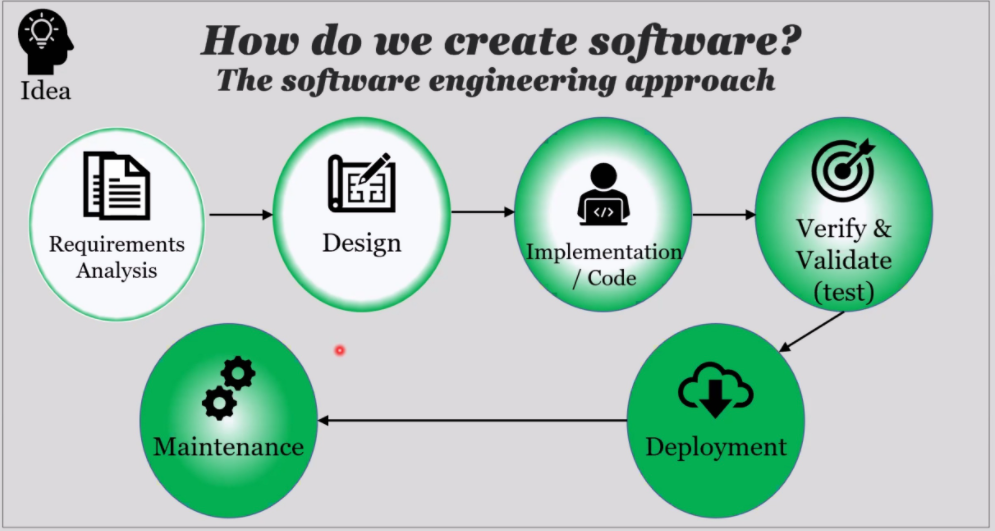 How do we create software?
The software engineering approach
Idea
Requirements
Analysis
Design
</>
Implementation
/ Code
Verify &
Validate
(test)
Maintenance
Deployment